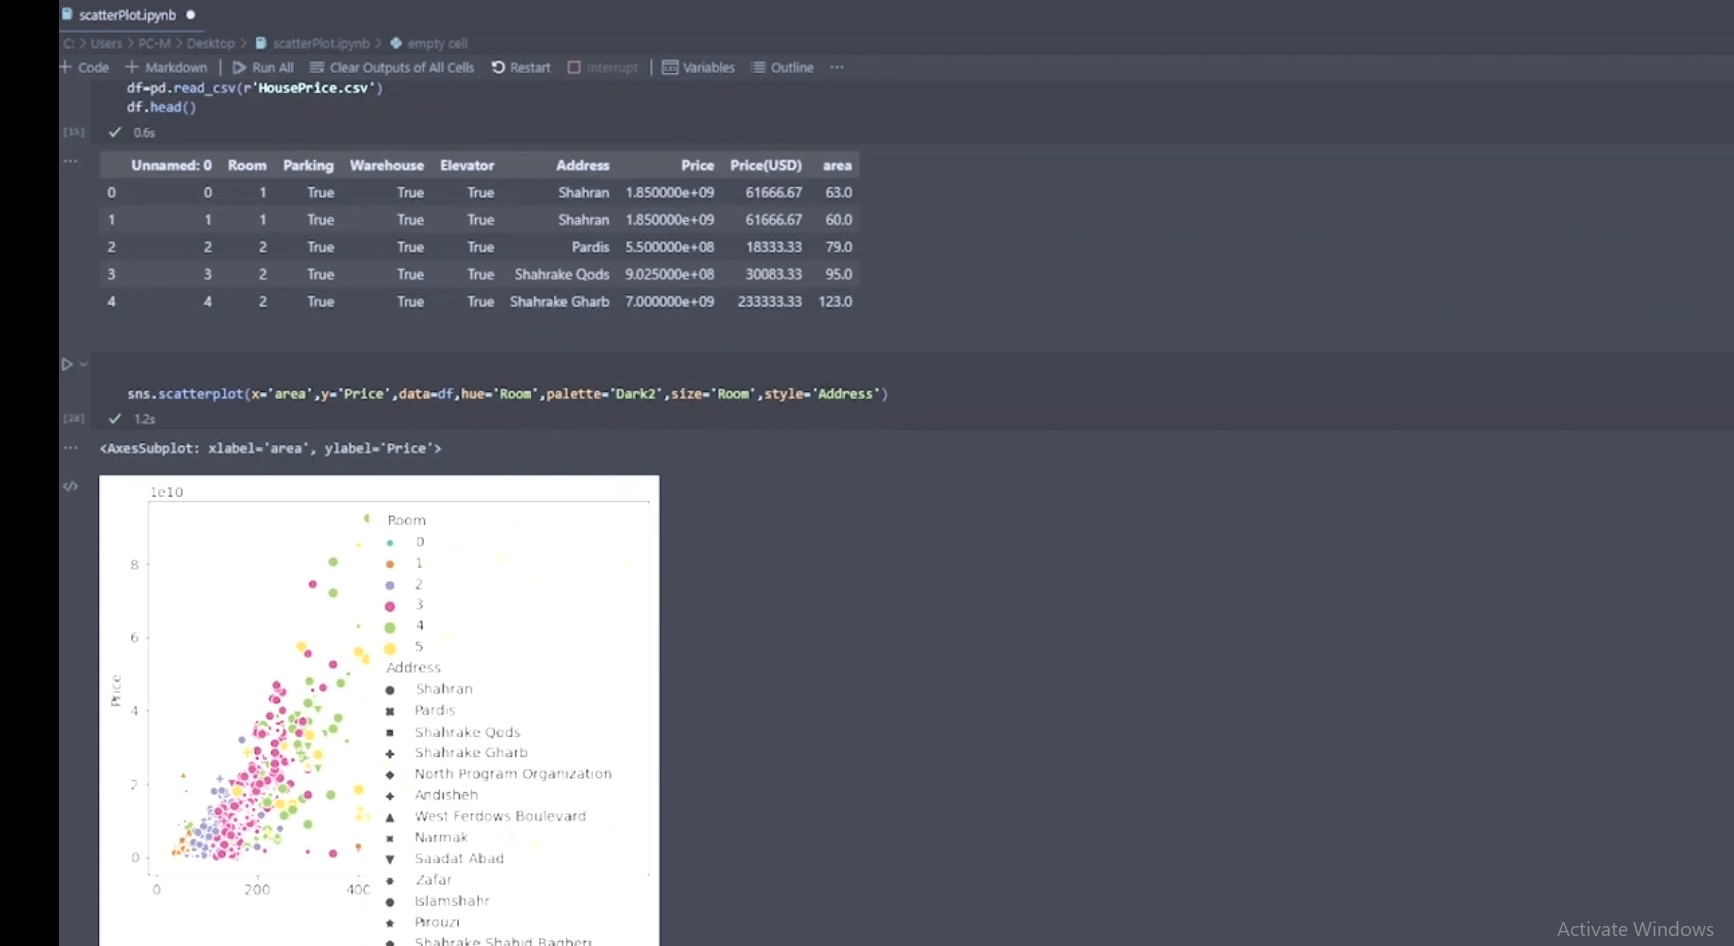 scatterPlot.ipynb
C: > Users > PC-M > Desktop > scatterPlot.ipynb > empty cell
+ Code + Markdown | Run All Clear Outputs of All Cells Restart Interrupt | Variables Outline ...
df=pd.read_csv(r'HousePrice.csv')
df.head()
[15] 0.6s
Unnamed: 0 Room Parking Warehouse Elevator Address Price Price(USD) area
0 0 1 True True True Shahran 1.850000e+09 61666.67 63.0
1 1 1 True True True Shahran 1.850000e+09 61666.67 60.0
2 2 2 True True True Pardis 5.500000e+08 18333.33 79.0
3 3 2 True True True Shahrake Qods 9.025000e+08 30083.33 95.0
4 4 2 True True True Shahrake Gharb 7.000000e+09 233333.33 123.0
sns.scatterplot(x='area',y='Price',data=df,hue='Room',palette='Dark2',size='Room',style='Address')
[28] 1.2s
<AxesSubplot: xlabel='area', ylabel='Price'>
1e10
Room
0
1
2
3
4
5
Address
Shahran
Pardis
Shahrake Qods
Shahrake Gharb
North Program Organization
Andisheh
West Ferdows Boulevard
Narmak
Saadat Abad
Zafar
Islamshahr
Pirouzi
Shahrake Shahid Bagheri
8
6
4
2
0
Price
0 200 400
Activate Windows